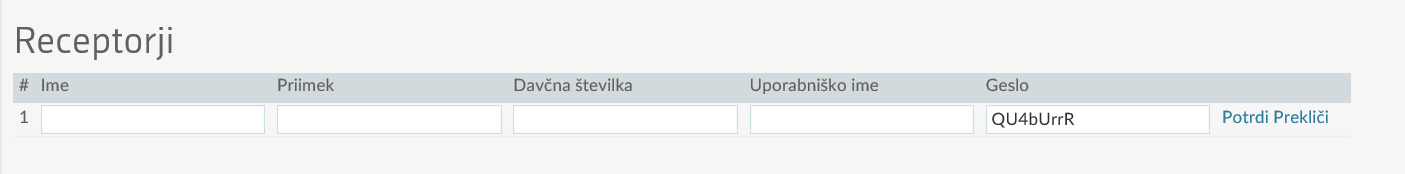 Receptorji
# Ime Priimek Davčna številka Uporabniško ime Geslo
1 QU4bUrrR Potrdi Prekliči